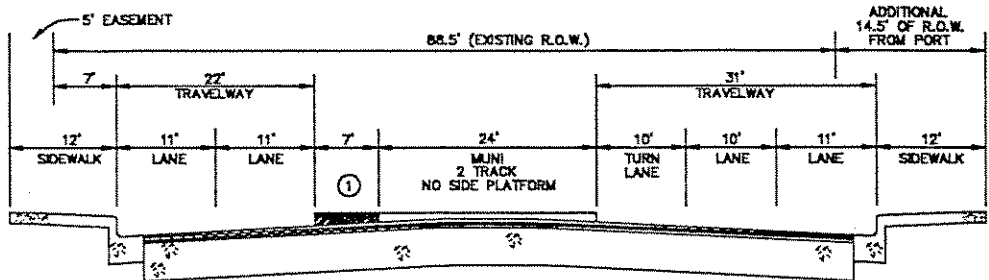 5' EASEMENT
88.5' (EXISTING R.O.W.)
ADDITIONAL
14.5' OF R.O.W.
FROM PORT
7'
22'
TRAVELWAY
31'
TRAVELWAY
12'
SIDEWALK
11'
LANE
11'
LANE
7'
24'
MUNI
2 TRACK
NO SIDE PLATFORM
10'
TURN
LANE
10'
LANE
11'
LANE
12'
SIDEWALK
1